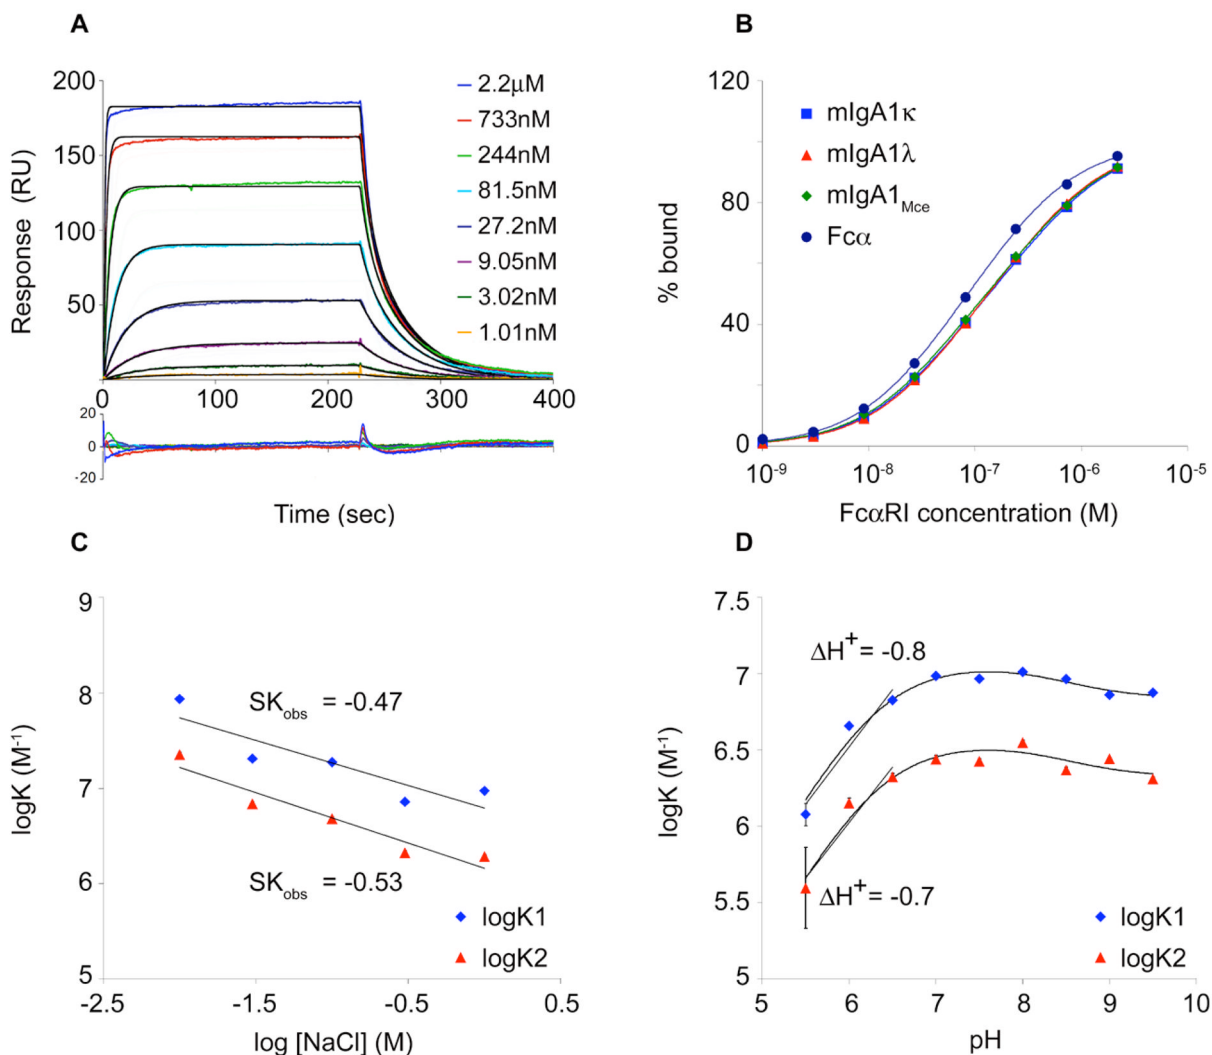 A
200
150
100
50
0
Response (RU)
2.2μM
733nM
244nM
81.5nM
27.2nM
9.05nM
3.02nM
1.01nM
0 100 200 300 400
20
0
-20
Time (sec)
B
120
80
40
0
% bound
mIgA1κ
mIgA1λ
mIgA1Mce
Fcα
10-9 10-8 10-7 10-6 10-5
FcαRI concentration (M)
C
9
8
7
6
5
logK (M-1)
SKobs = -0.47
SKobs = -0.53
logK1
logK2
-2.5 -1.5 -0.5 0.5
log [NaCl] (M)
D
7.5
7
6.5
6
5.5
5
logK (M-1)
ΔH+= -0.8
ΔH+= -0.7
logK1
logK2
5 6 7 8 9 10
pH